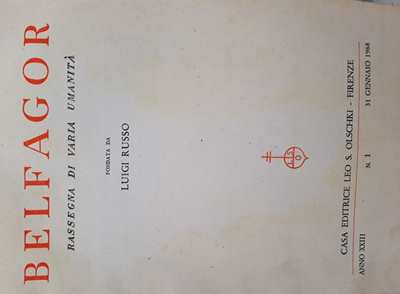 BELFAGOR
RASSEGNA DI VARIA UMANITÀ
FONDATA DA
LUIGI RUSSO
CASA EDITRICE LEO S. OLSCHKI - FIRENZE
ANNO XXIII N. 1 31 GENNAIO 1968